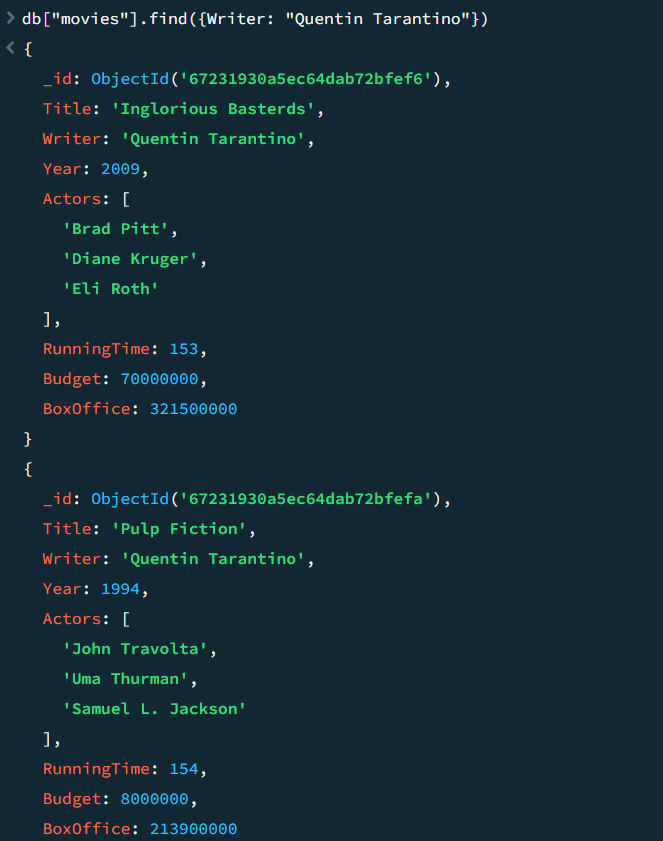 > db["movies"].find({Writer: "Quentin Tarantino"})
< {
_id: ObjectId('67231930a5ec64dab72bfef6'),
Title: 'Inglorious Basterds',
Writer: 'Quentin Tarantino',
Year: 2009,
Actors: [
'Brad Pitt',
'Diane Kruger',
'Eli Roth'
],
RunningTime: 153,
Budget: 70000000,
BoxOffice: 321500000
}
{
_id: ObjectId('67231930a5ec64dab72bfefa'),
Title: 'Pulp Fiction',
Writer: 'Quentin Tarantino',
Year: 1994,
Actors: [
'John Travolta',
'Uma Thurman',
'Samuel L. Jackson'
],
RunningTime: 154,
Budget: 8000000,
BoxOffice: 213900000